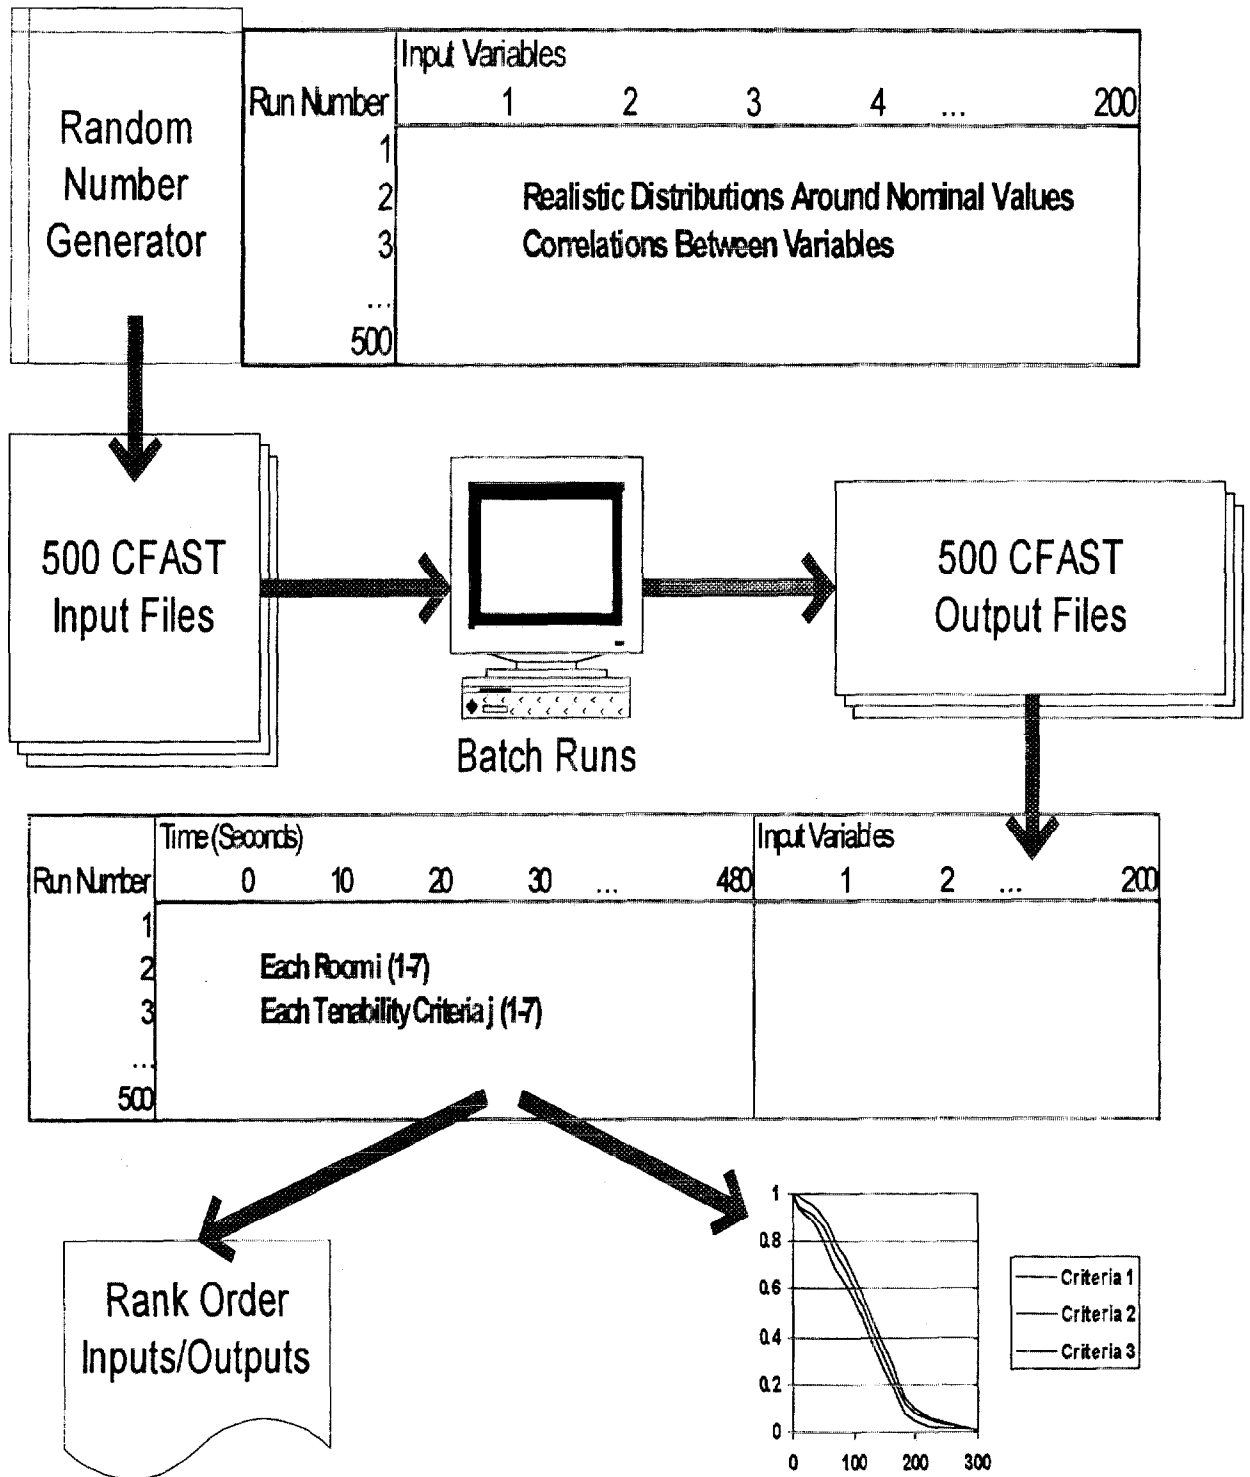 Random
Number
Generator
Input Variables
Run Number 1 2 3 4 ... 200
1
2 Realistic Distributions Around Nominal Values
3 Correlations Between Variables
...
500
500 CFAST
Input Files
Batch Runs
500 CFAST
Output Files
Time (Seconds) Input Variables
Run Number 0 10 20 30 ... 480 1 2 ... 200
1
2 Each Room i (1-7)
3 Each Tenability Criteria j (1-7)
...
500
Rank Order
Inputs/Outputs
1
0.8
0.6
0.4
0.2
0
0 100 200 300
Criteria 1
Criteria 2
Criteria 3